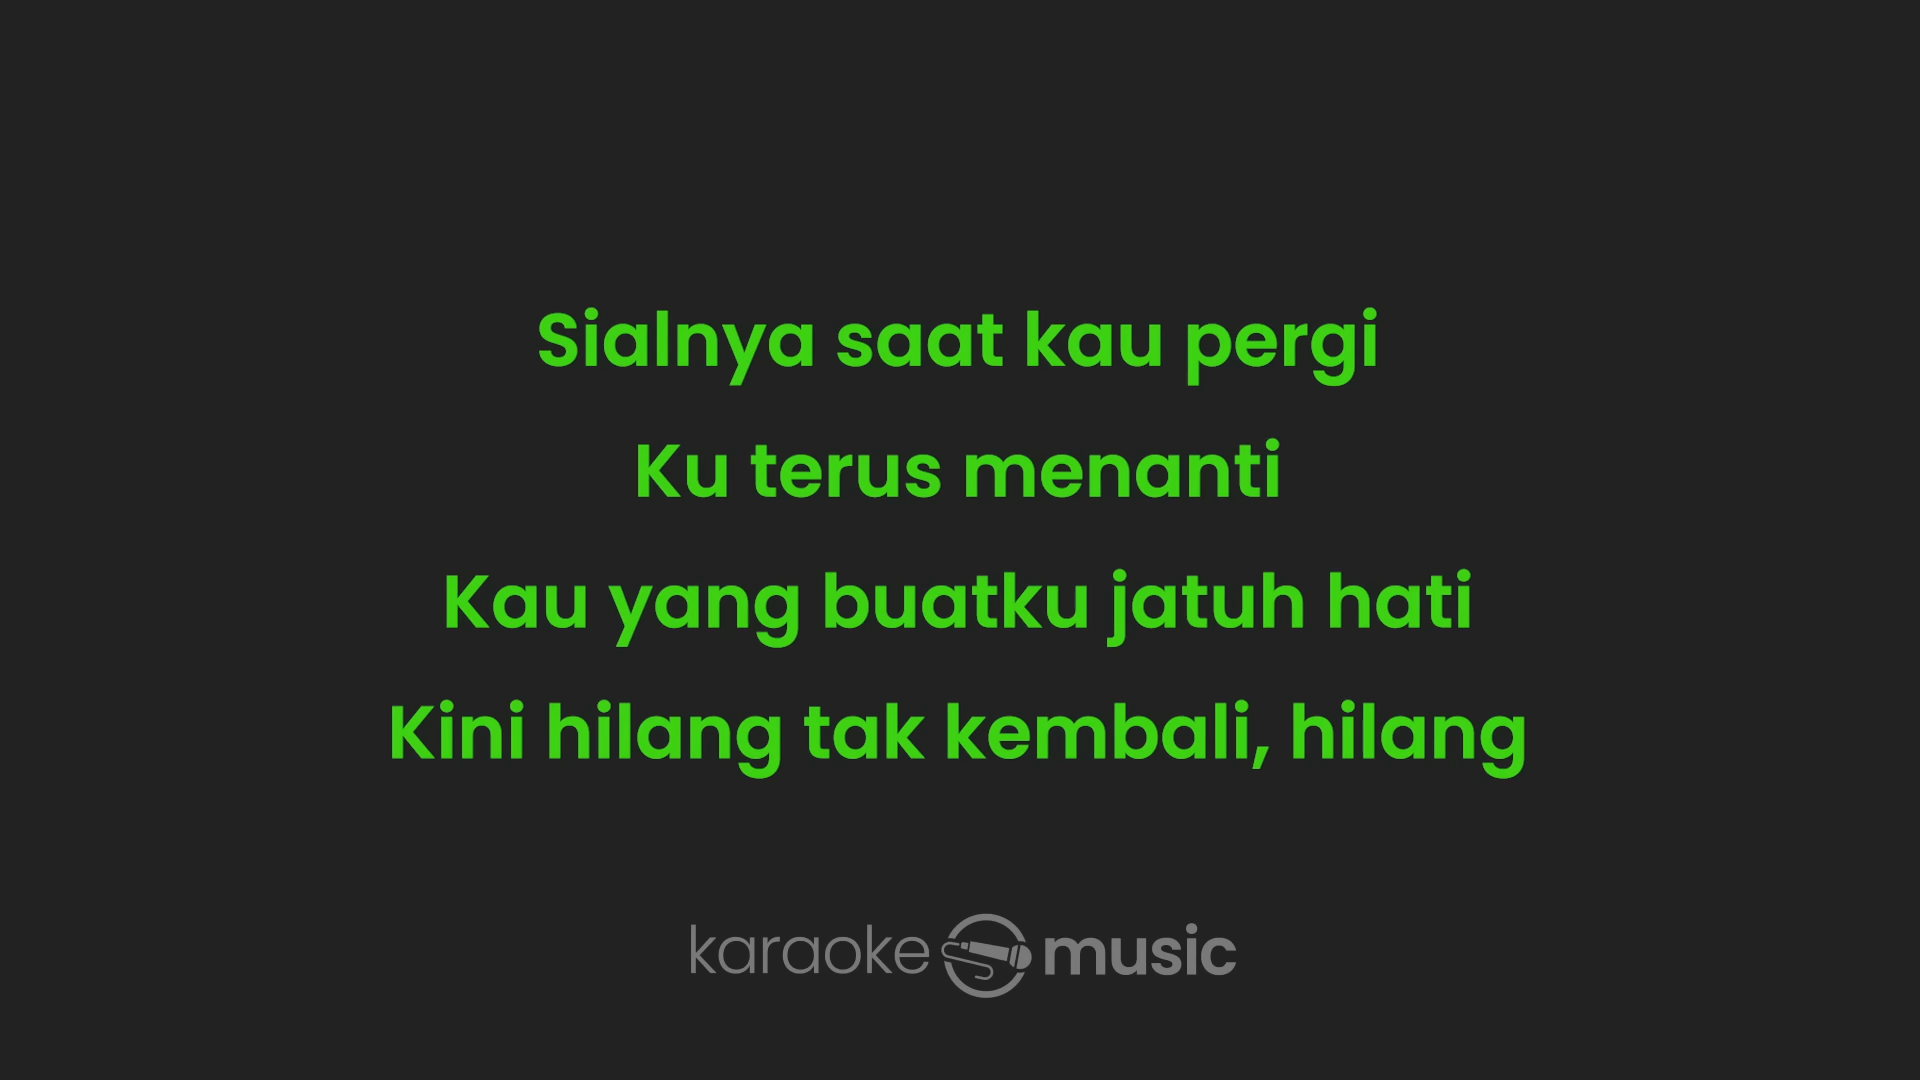 Sialnya saat kau pergi
Ku terus menanti
Kau yang buatku jatuh hati
Kini hilang tak kembali, hilang
karaoke music